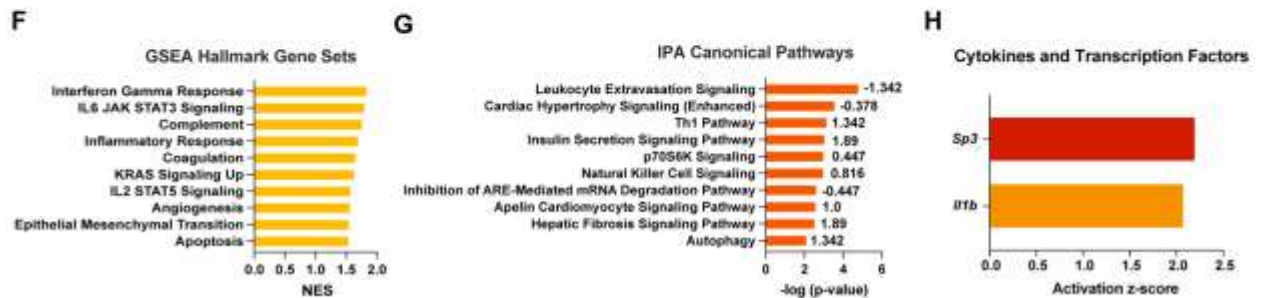 F
GSEA Hallmark Gene Sets
Interferon Gamma Response
IL6 JAK STAT3 Signaling
Complement
Inflammatory Response
Coagulation
KRAS Signaling Up
IL2 STAT5 Signaling
Angiogenesis
Epithelial Mesenchymal Transition
Apoptosis
0.0 0.5 1.0 1.5 2.0
NES
G
IPA Canonical Pathways
Leukocyte Extravasation Signaling -1.342
Cardiac Hypertrophy Signaling (Enhanced) -0.378
Th1 Pathway 1.342
Insulin Secretion Signaling Pathway 1.89
p70S6K Signaling 0.447
Natural Killer Cell Signaling 0.816
Inhibition of ARE-Mediated mRNA Degradation Pathway -0.447
Apelin Cardiomyocyte Signaling Pathway 1.0
Hepatic Fibrosis Signaling Pathway 1.89
Autophagy 1.342
0 2 4 6
-log (p-value)
H
Cytokines and Transcription Factors
Sp3
Il1b
0.0 0.5 1.0 1.5 2.0 2.5
Activation z-score